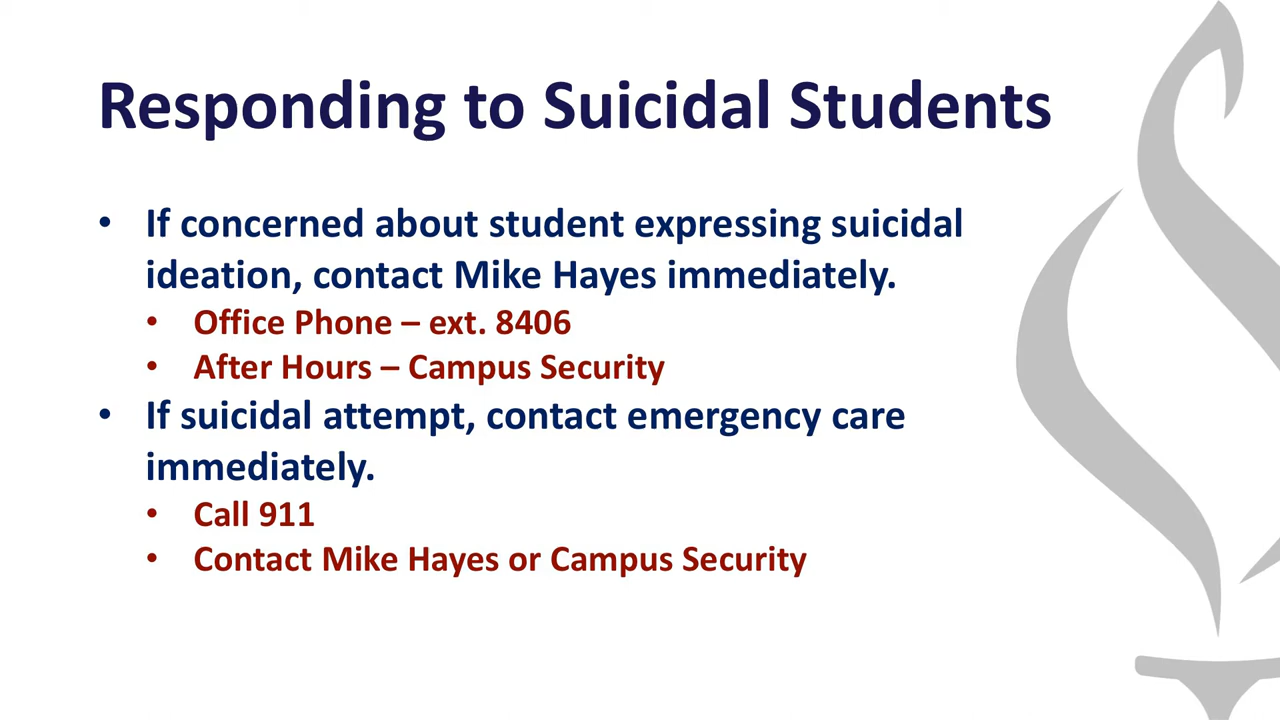 Responding to Suicidal Students
• If concerned about student expressing suicidal
ideation, contact Mike Hayes immediately.
• Office Phone – ext. 8406
• After Hours – Campus Security
• If suicidal attempt, contact emergency care
immediately.
• Call 911
• Contact Mike Hayes or Campus Security